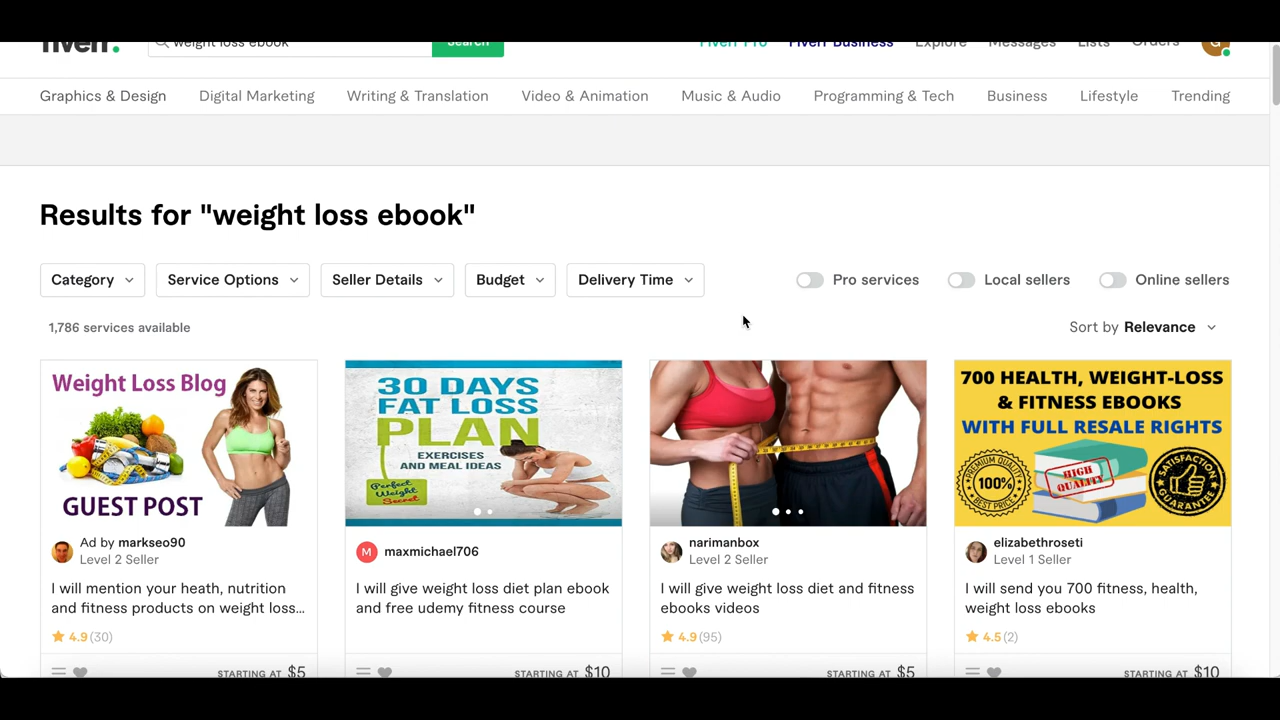 fiverr.
weight loss ebook
Search
Fiverr Pro
Fiverr Business
Explore
Messages
Lists
Orders
G
Graphics & Design
Digital Marketing
Writing & Translation
Video & Animation
Music & Audio
Programming & Tech
Business
Lifestyle
Trending
Results for "weight loss ebook"
Category
Service Options
Seller Details
Budget
Delivery Time
Pro services
Local sellers
Online sellers
1,786 services available
Sort by Relevance
Weight Loss Blog
GUEST POST
Ad by markseo90
Level 2 Seller
I will mention your heath, nutrition
and fitness products on weight loss...
4.9 (30)
STARTING AT $5
30 DAYS
FAT LOSS
PLAN
EXERCISES
AND MEAL IDEAS
Perfect
Weight
Secret
M
maxmichael706
I will give weight loss diet plan ebook
and free udemy fitness course
STARTING AT $10
narimanbox
Level 2 Seller
I will give weight loss diet and fitness
ebooks videos
4.9 (95)
STARTING AT $5
700 HEALTH, WEIGHT-LOSS
& FITNESS EBOOKS
WITH FULL RESALE RIGHTS
PREMIUM QUALITY
100%
BEST PRICE
HIGH
QUALITY
SATISFACTION
GUARANTEE
elizabethroseti
Level 1 Seller
I will send you 700 fitness, health,
weight loss ebooks
4.5 (2)
STARTING AT $10